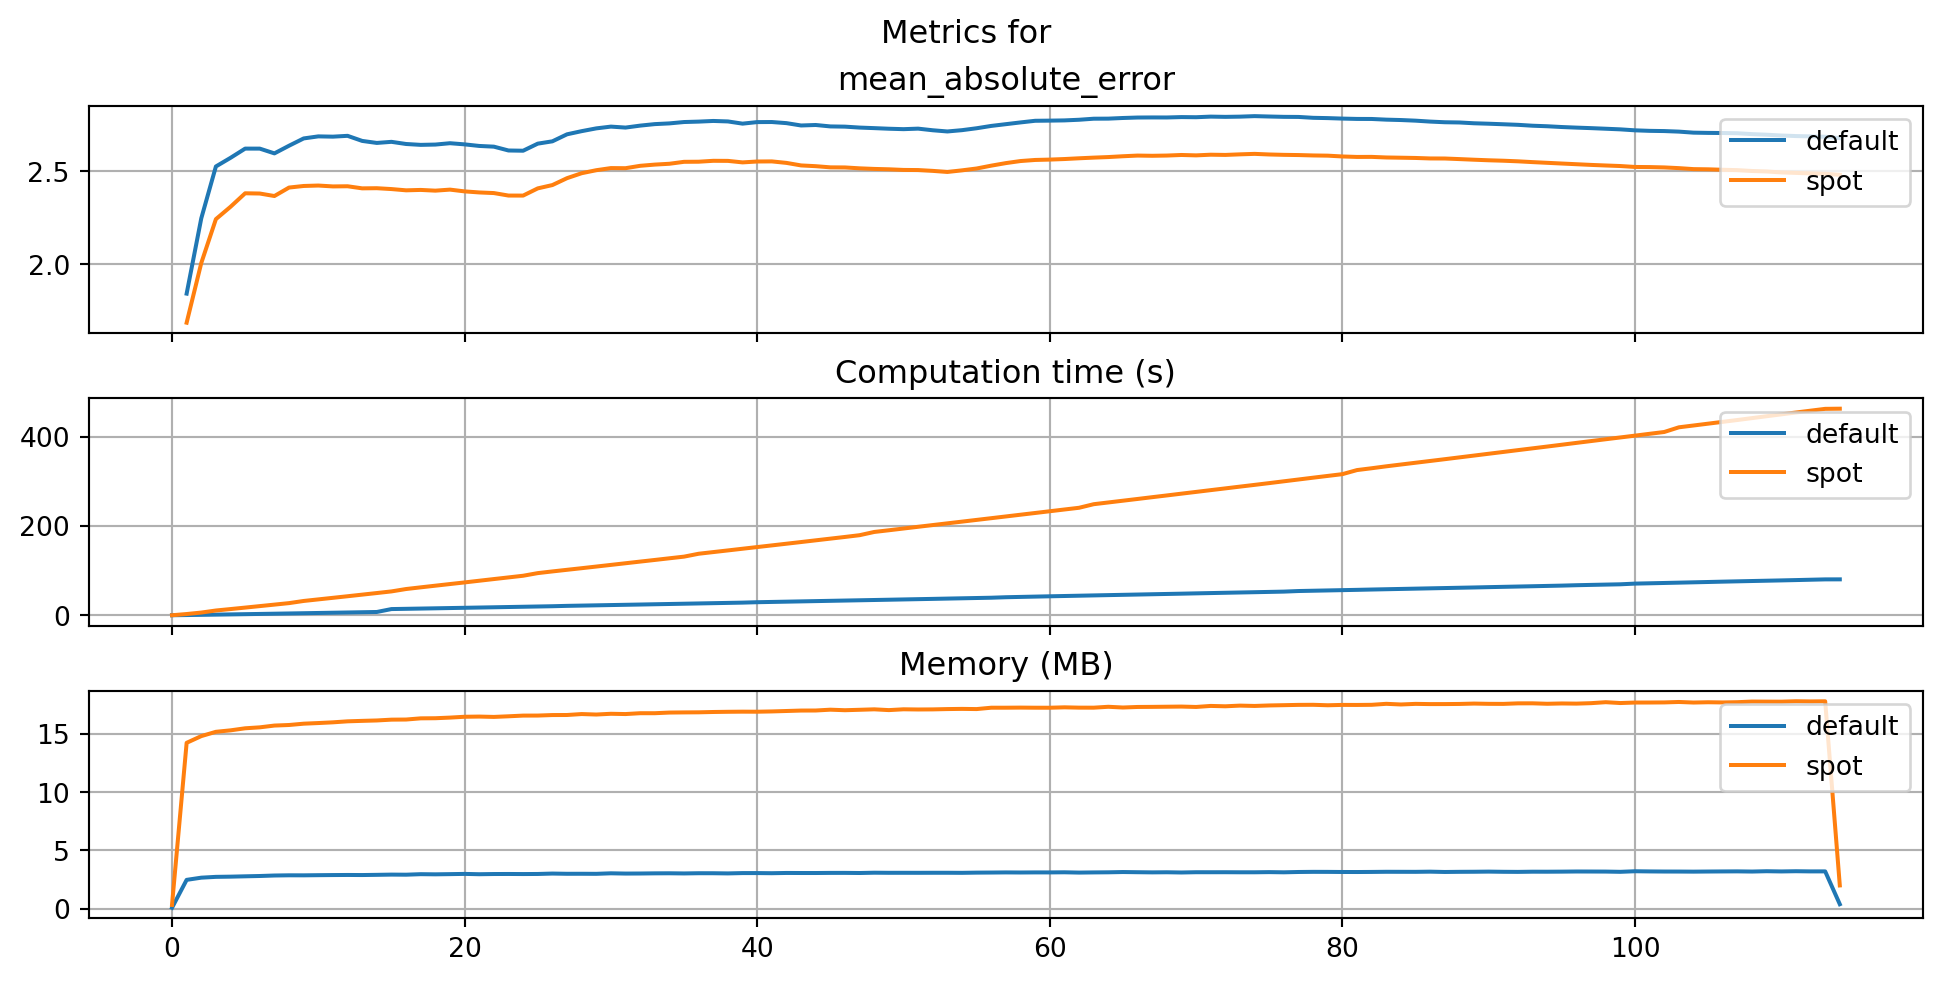 Metrics for
mean_absolute_error
2.5
2.0
default
spot
Computation time (s)
400
200
0
default
spot
Memory (MB)
15
10
5
0
default
spot
0 20 40 60 80 100